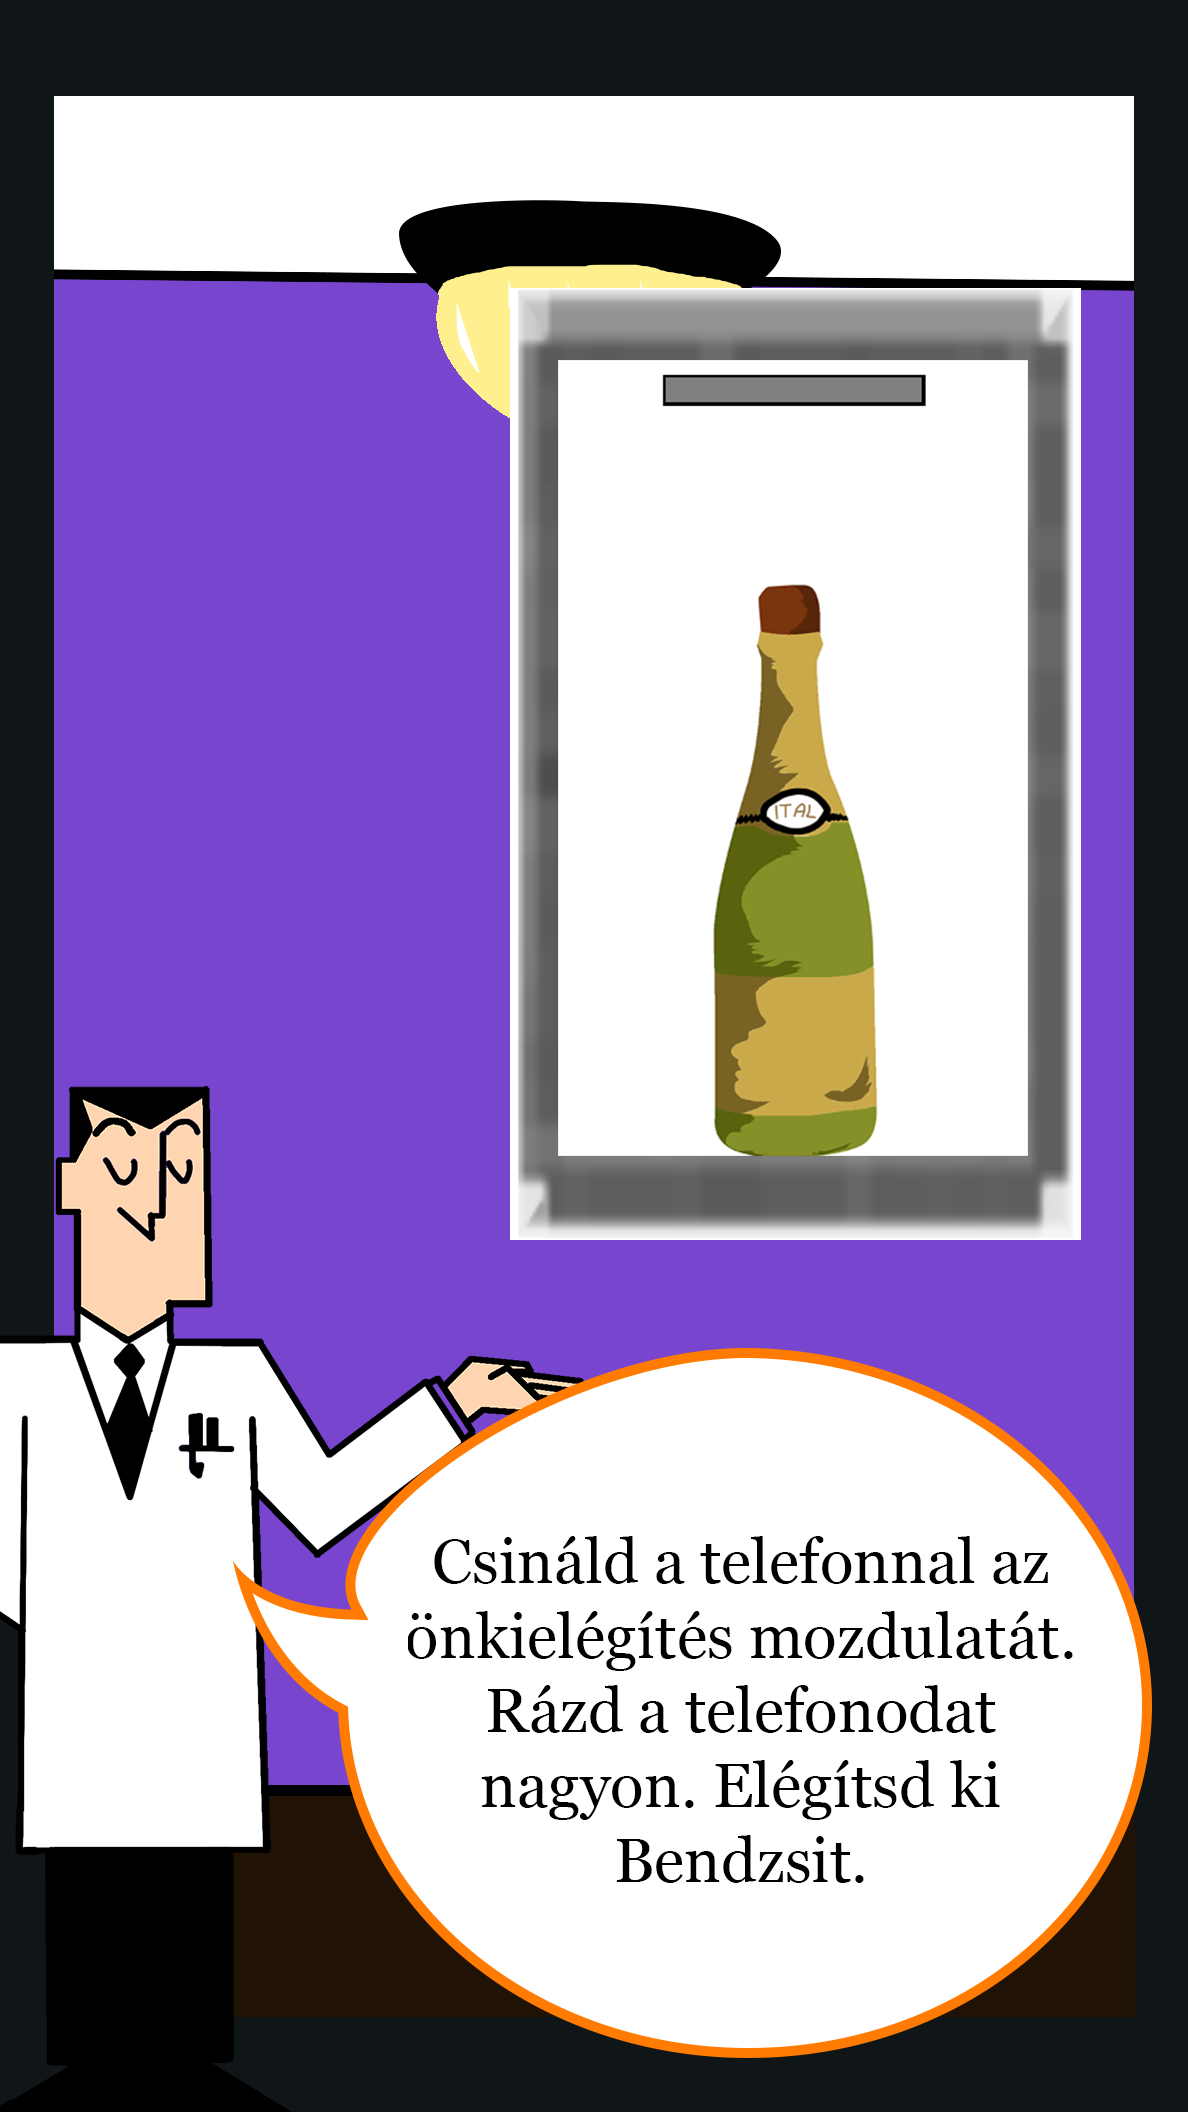 ITAL
Csináld a telefonnal az
önkielégítés mozdulatát.
Rázd a telefonodat
nagyon. Elégítsd ki
Bendzsit.